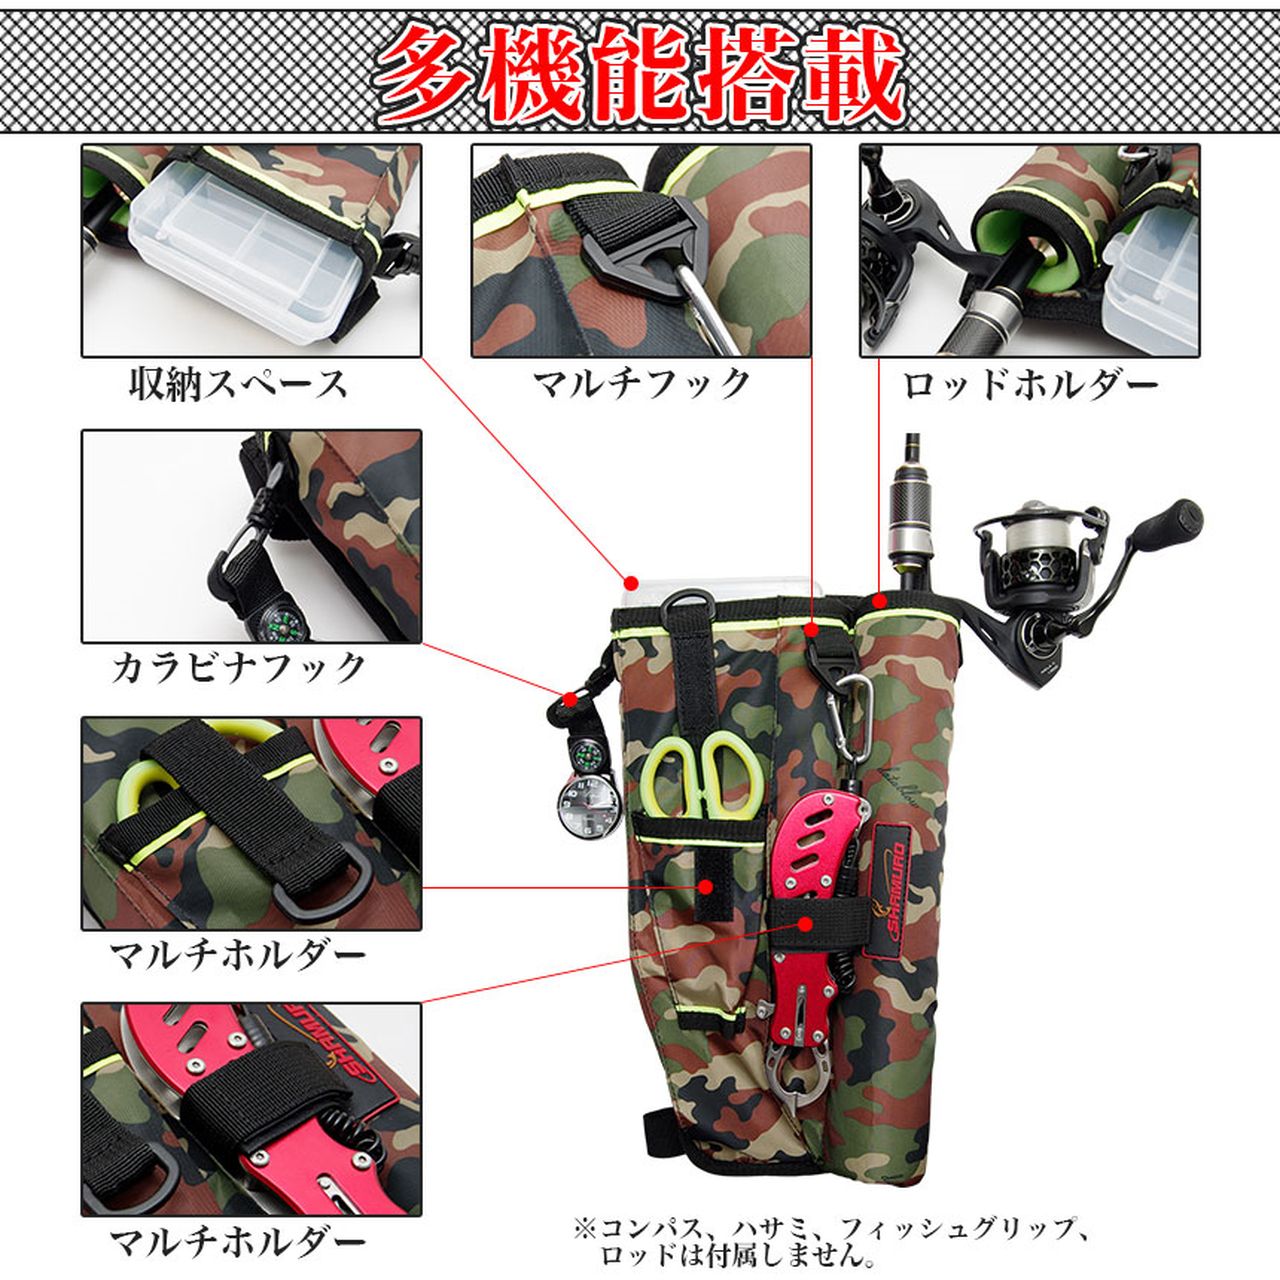 多機能搭載
収納スペース
マルチフック
ロッドホルダー
カラビナフック
マルチホルダー
マルチホルダー
SHAMURO
※コンパス、ハサミ、フィッシュグリップ、
ロッドは付属しません。